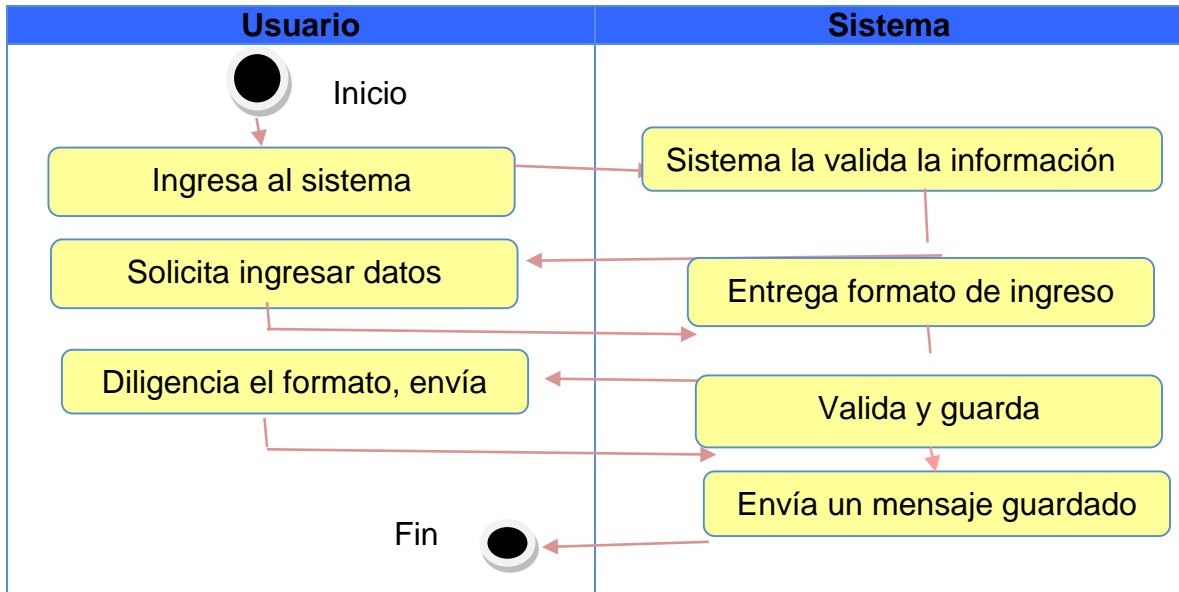 Usuario
Sistema
Inicio
Ingresa al sistema
Sistema la valida la información
Solicita ingresar datos
Entrega formato de ingreso
Diligencia el formato, envía
Valida y guarda
Envía un mensaje guardado
Fin